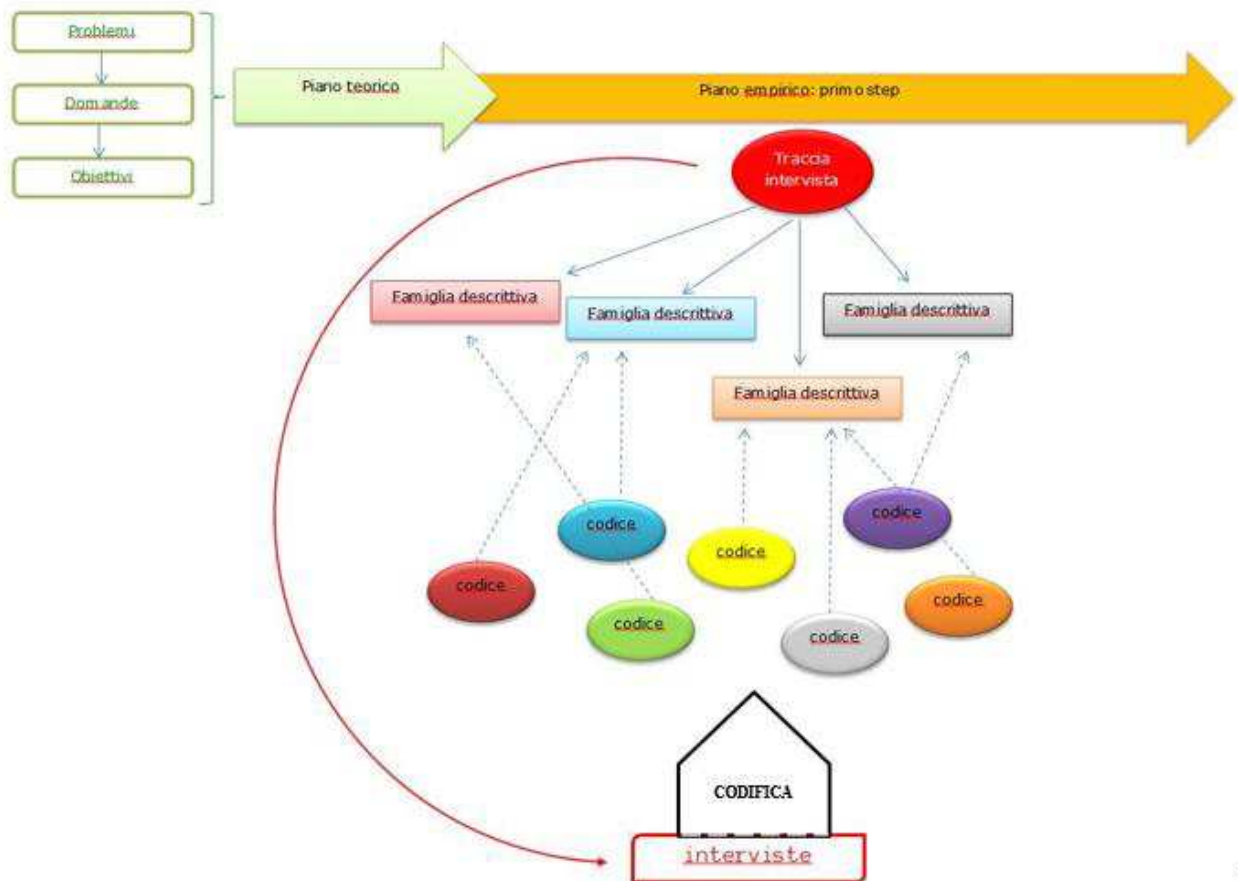 Problemi
Domande
Obiettivi
Piano teorico
Piano empirico: primo step
Traccia
intervista
Famiglia descrittiva
Famiglia descrittiva
Famiglia descrittiva
Famiglia descrittiva
codice
codice
codice
codice
codice
codice
codice
CODIFICA
interviste